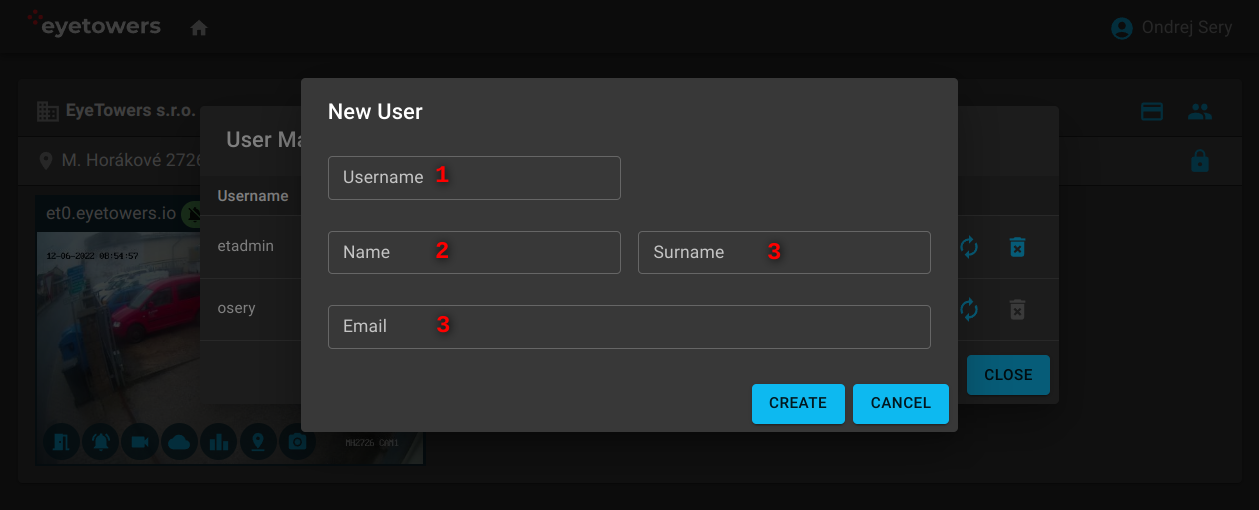 eyetowers
Ondrej Sery
EyeTowers s.r.o.
M. Horákové 2726
User Ma
Username
et0.eyetowers.io
12-06-2022 08:54:57
etadmin
osery
New User
Username 1
Name 2
Surname 3
Email 3
CREATE
CANCEL
CLOSE
MH2726 CAM1